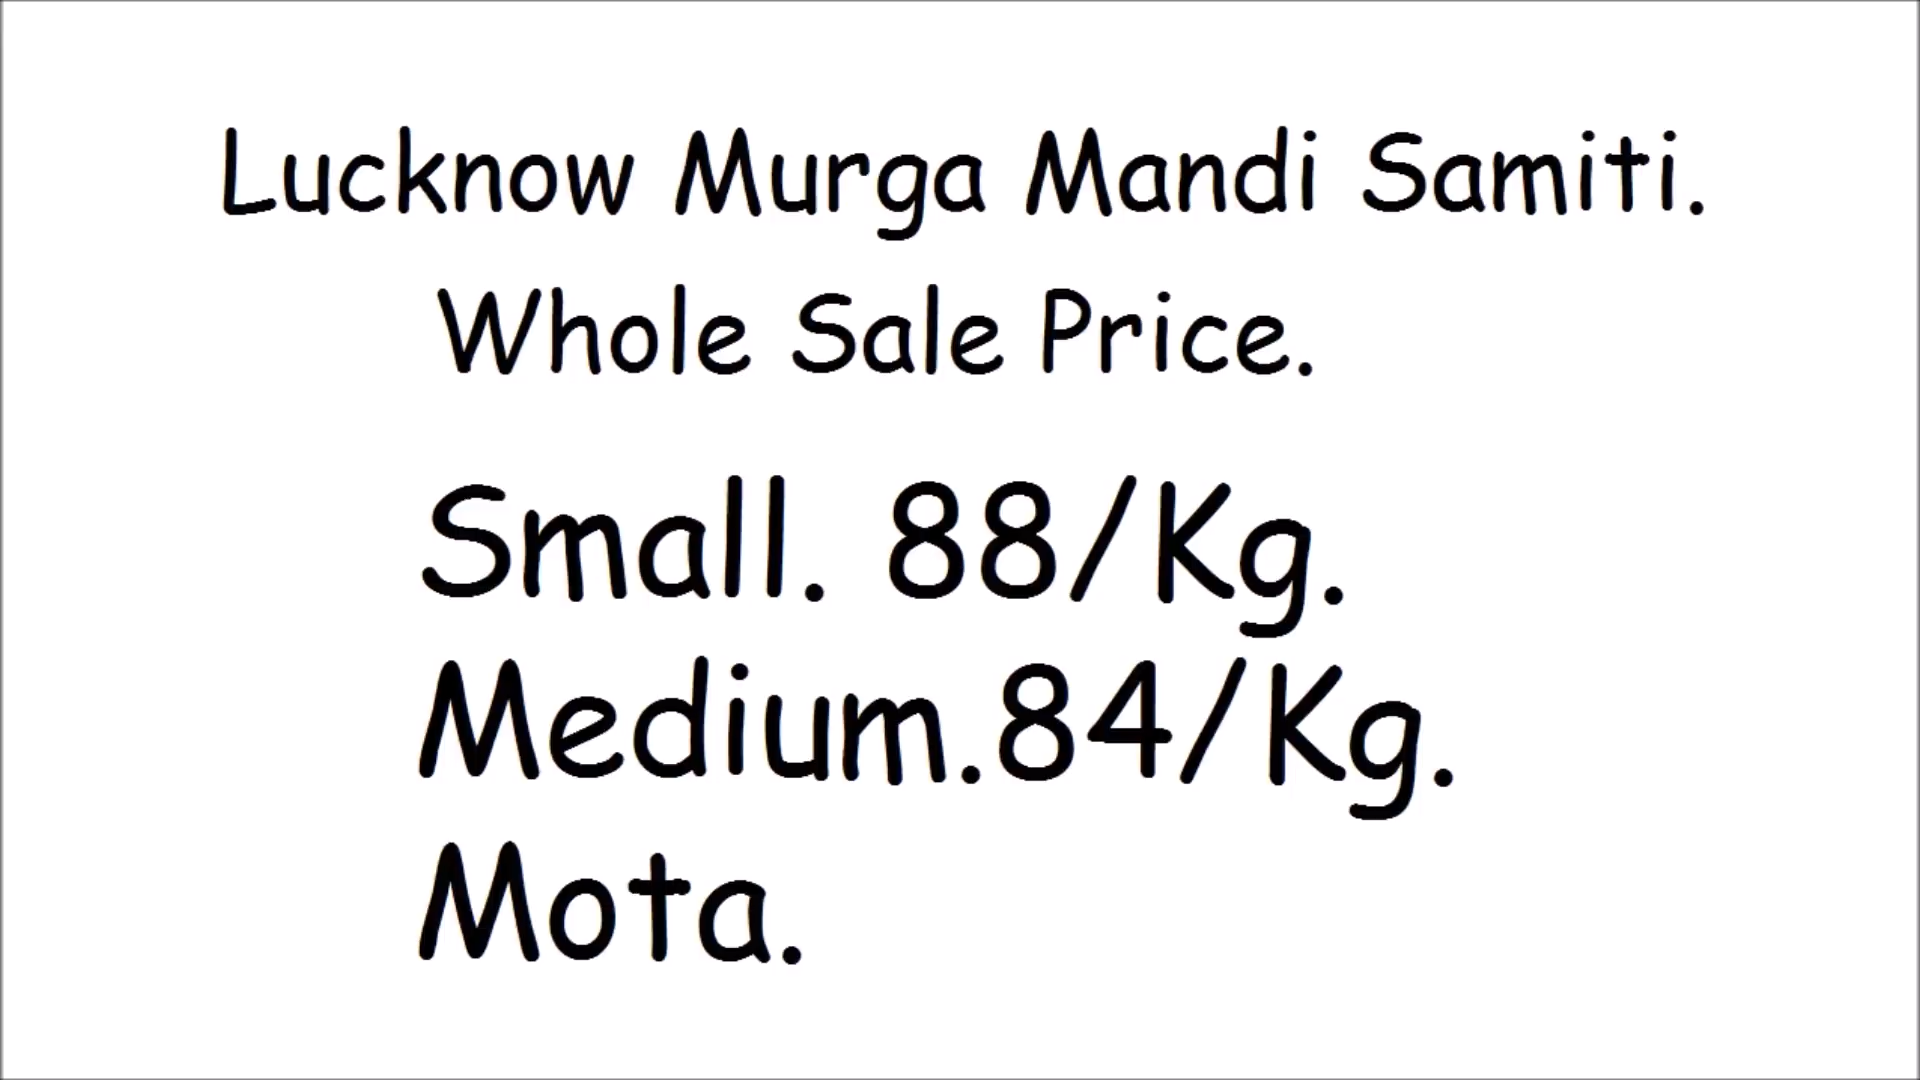 Lucknow Murga Mandi Samiti.
Whole Sale Price.
Small. 88/Kg.
Medium.84/Kg.
Mota.